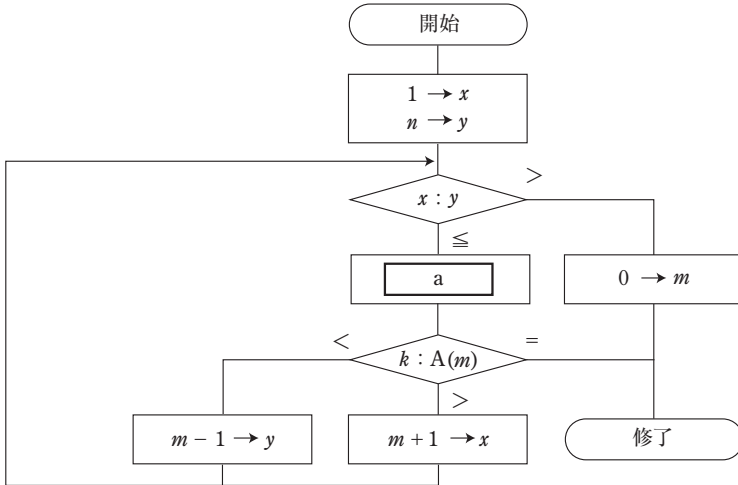 開始
1 → x
n → y
x : y
>
≦
a
0 → m
k : A(m)
<
=
>
m − 1 → y
m + 1 → x
修了